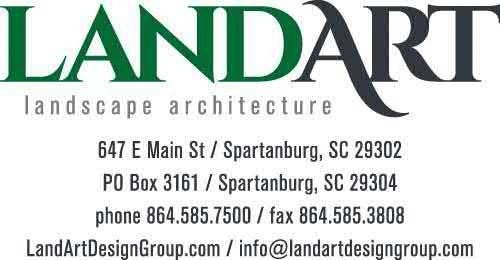 LANDART
landscape architecture
647 E Main St / Spartanburg, SC 29302
PO Box 3161 / Spartanburg, SC 29304
phone 864.585.7500 / fax 864.585.3808
LandArtDesignGroup.com / info@landartdesigngroup.com